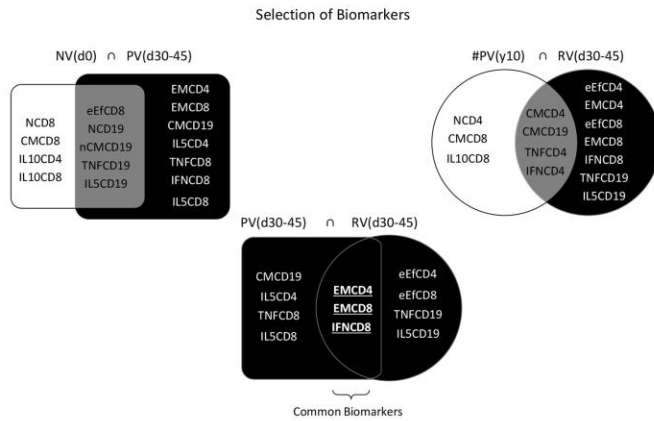 Selection of Biomarkers
NV(d0) ∩ PV(d30-45)
NCD8
CMCD8
IL10CD4
IL10CD8
eEfCD8
NCD19
nCMCD19
TNFCD19
IL5CD19
EMCD4
EMCD8
CMCD19
IL5CD4
TNFCD8
IFNCD8
IL5CD8
#PV(y10) ∩ RV(d30-45)
NCD4
CMCD8
IL10CD8
CMCD4
CMCD19
TNFCD4
IFNCD4
eEfCD4
EMCD4
eEfCD8
EMCD8
IFNCD8
TNFCD19
IL5CD19
PV(d30-45) ∩ RV(d30-45)
CMCD19
IL5CD4
TNFCD8
IL5CD8
EMCD4
EMCD8
IFNCD8
eEfCD4
eEfCD8
TNFCD19
IL5CD19
Common Biomarkers